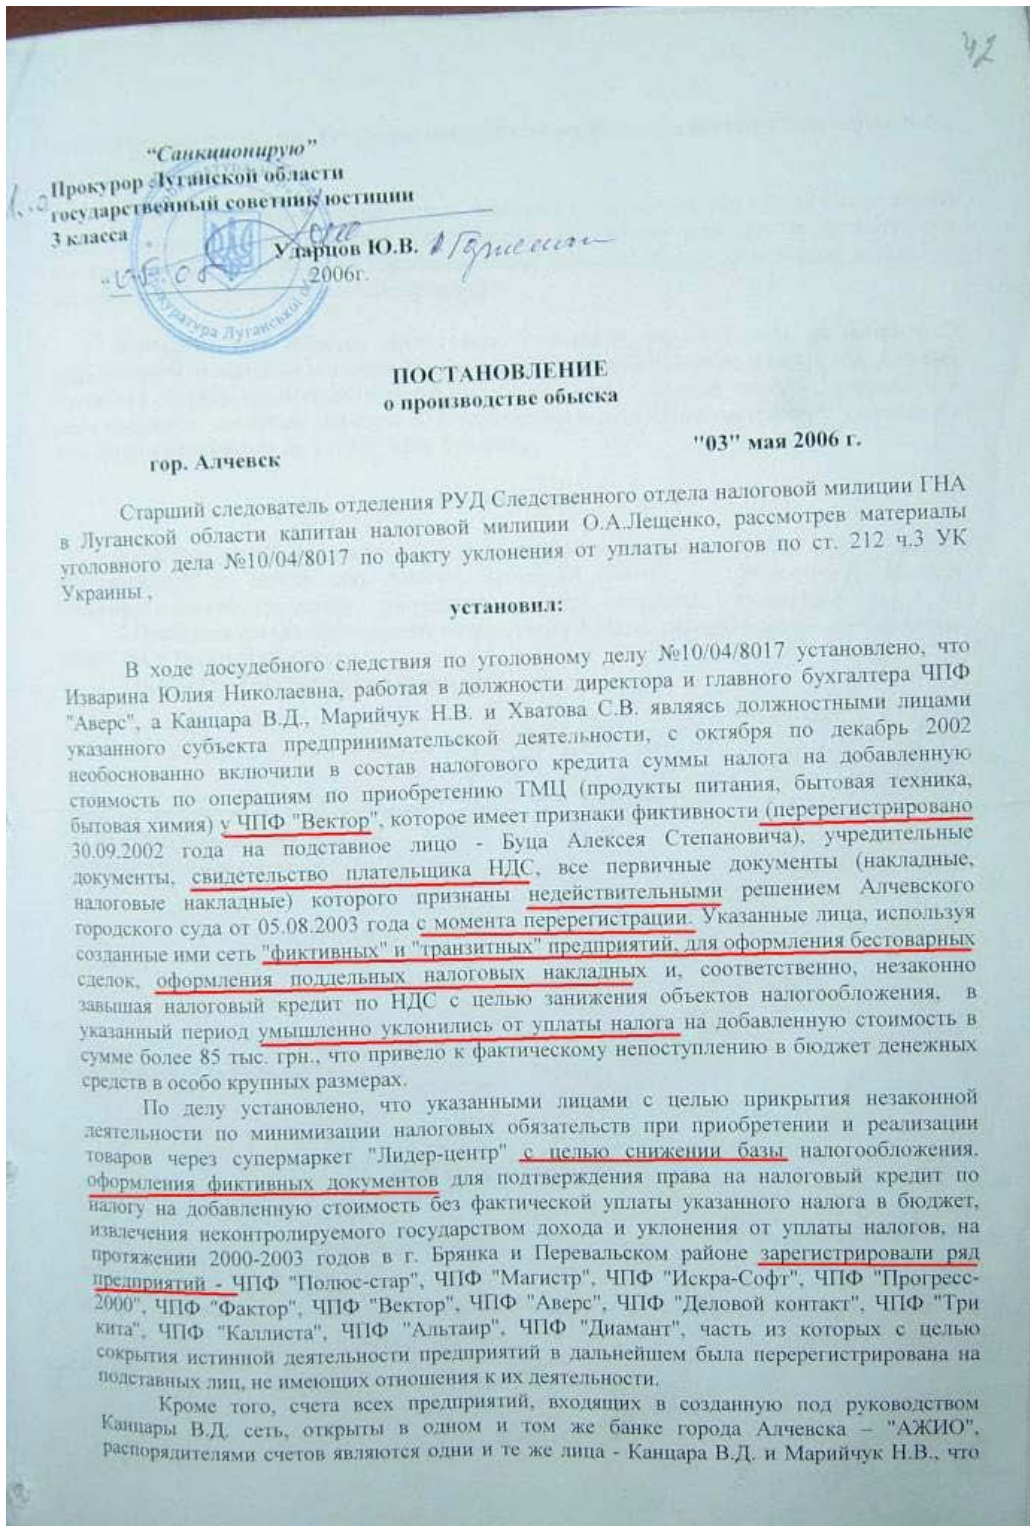 42
"Санкционирую"
Прокурор Луганской области
государственный советник юстиции
3 класса
Ударцов Ю.В.
2006г.
прокуратура Луганської
ПОСТАНОВЛЕНИЕ
о производстве обыска
гор. Алчевск
"03" мая 2006 г.
Старший следователь отделения РУД Следственного отдела налоговой милиции ГНА
в Луганской области капитан налоговой милиции О.А.Лещенко, рассмотрев материалы
уголовного дела №10/04/8017 по факту уклонения от уплаты налогов по ст. 212 ч.3 УК
Украины ,
установил:
В ходе досудебного следствия по уголовному делу №10/04/8017 установлено, что
Изварина Юлия Николаевна, работая в должности директора и главного бухгалтера ЧПФ
"Аверс", а Канцара В.Д., Марийчук Н.В. и Хватова С.В. являясь должностными лицами
указанного субъекта предпринимательской деятельности, с октября по декабрь 2002
необоснованно включили в состав налогового кредита суммы налога на добавленную
стоимость по операциям по приобретению ТМЦ (продукты питания, бытовая техника,
бытовая химия) у ЧПФ "Вектор", которое имеет признаки фиктивности (перерегистрировано
30.09.2002 года на подставное лицо - Буца Алексея Степановича), учредительные
документы, свидетельство плательщика НДС, все первичные документы (накладные,
налоговые накладные) которого признаны недействительными решением Алчевского
городского суда от 05.08.2003 года с момента перерегистрации. Указанные лица, используя
созданные ими сеть "фиктивных" и "транзитных" предприятий, для оформления бестоварных
сделок, оформления поддельных налоговых накладных и, соответственно, незаконно
завышая налоговый кредит по НДС с целью занижения объектов налогообложения, в
указанный период умышленно уклонились от уплаты налога на добавленную стоимость в
сумме более 85 тыс. грн., что привело к фактическому непоступлению в бюджет денежных
средств в особо крупных размерах.
По делу установлено, что указанными лицами с целью прикрытия незаконной
деятельности по минимизации налоговых обязательств при приобретении и реализации
товаров через супермаркет "Лидер-центр" с целью снижении базы налогообложения.
оформления фиктивных документов для подтверждения права на налоговый кредит по
налогу на добавленную стоимость без фактической уплаты указанного налога в бюджет,
извлечения неконтролируемого государством дохода и уклонения от уплаты налогов, на
протяжении 2000-2003 годов в г. Брянка и Перевальском районе зарегистрировали ряд
предприятий - ЧПФ "Полюс-стар", ЧПФ "Магистр", ЧПФ "Искра-Софт", ЧПФ "Прогресс-
2000", ЧПФ "Фактор", ЧПФ "Вектор", ЧПФ "Аверс", ЧПФ "Деловой контакт", ЧПФ "Три
кита", ЧПФ "Каллиста", ЧПФ "Альтаир", ЧПФ "Диамант", часть из которых с целью
сокрытия истинной деятельности предприятий в дальнейшем была перерегистрирована на
подставных лиц, не имеющих отношения к их деятельности.
Кроме того, счета всех предприятий, входящих в созданную под руководством
Канцары В.Д. сеть, открыты в одном и том же банке города Алчевска – "АЖИО",
распорядителями счетов являются одни и те же лица - Канцара В.Д. и Марийчук Н.В., что